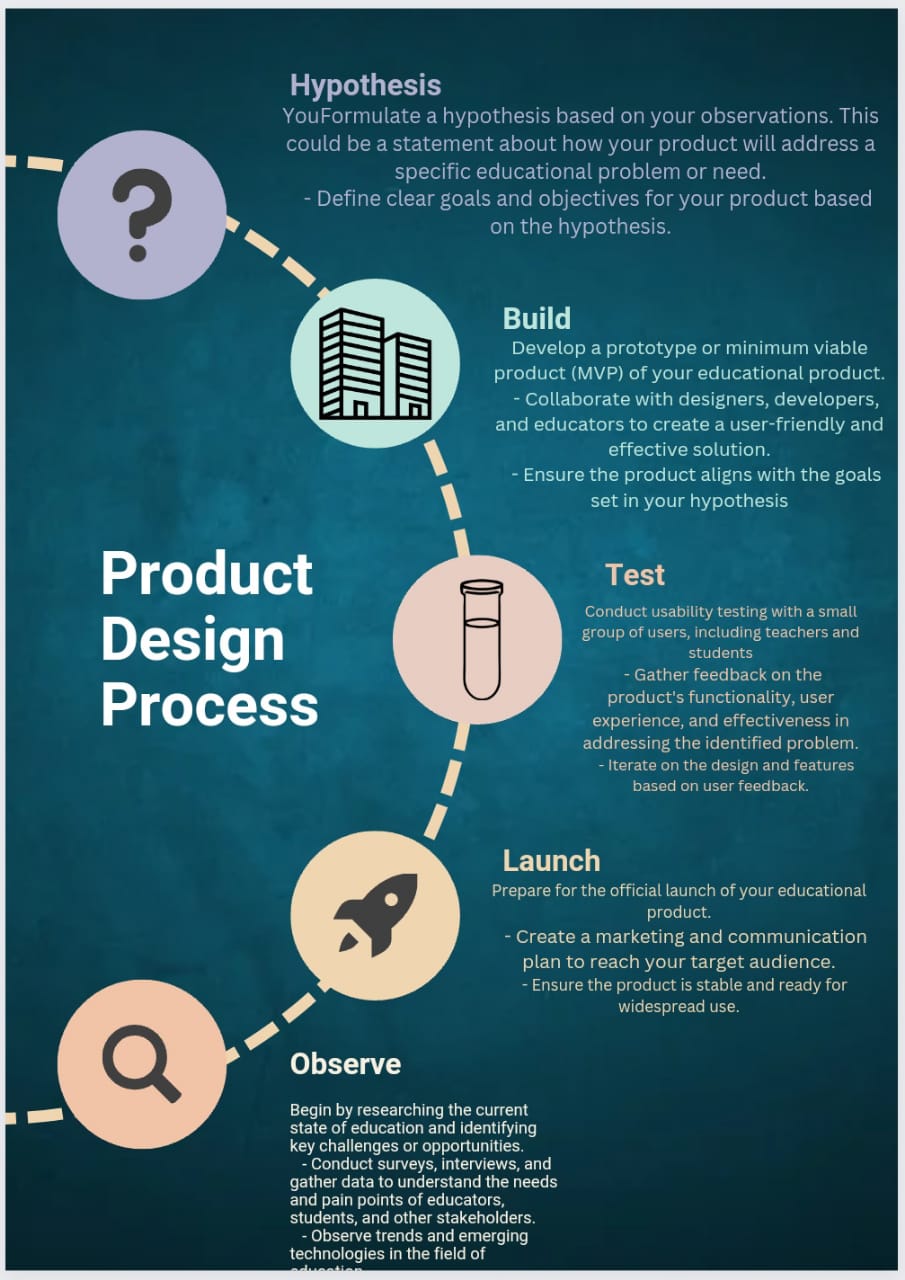 Hypothesis
YouFormulate a hypothesis based on your observations. This
could be a statement about how your product will address a
specific educational problem or need.
- Define clear goals and objectives for your product based
on the hypothesis.
Build
Develop a prototype or minimum viable
product (MVP) of your educational product.
- Collaborate with designers, developers,
and educators to create a user-friendly and
effective solution.
- Ensure the product aligns with the goals
set in your hypothesis
Product
Design
Process
Test
Conduct usability testing with a small
group of users, including teachers and
students
- Gather feedback on the
product's functionality, user
experience, and effectiveness in
addressing the identified problem.
- Iterate on the design and features
based on user feedback.
Launch
Prepare for the official launch of your educational
product.
- Create a marketing and communication
plan to reach your target audience.
- Ensure the product is stable and ready for
widespread use.
Observe
Begin by researching the current
state of education and identifying
key challenges or opportunities.
- Conduct surveys, interviews, and
gather data to understand the needs
and pain points of educators,
students, and other stakeholders.
- Observe trends and emerging
technologies in the field of